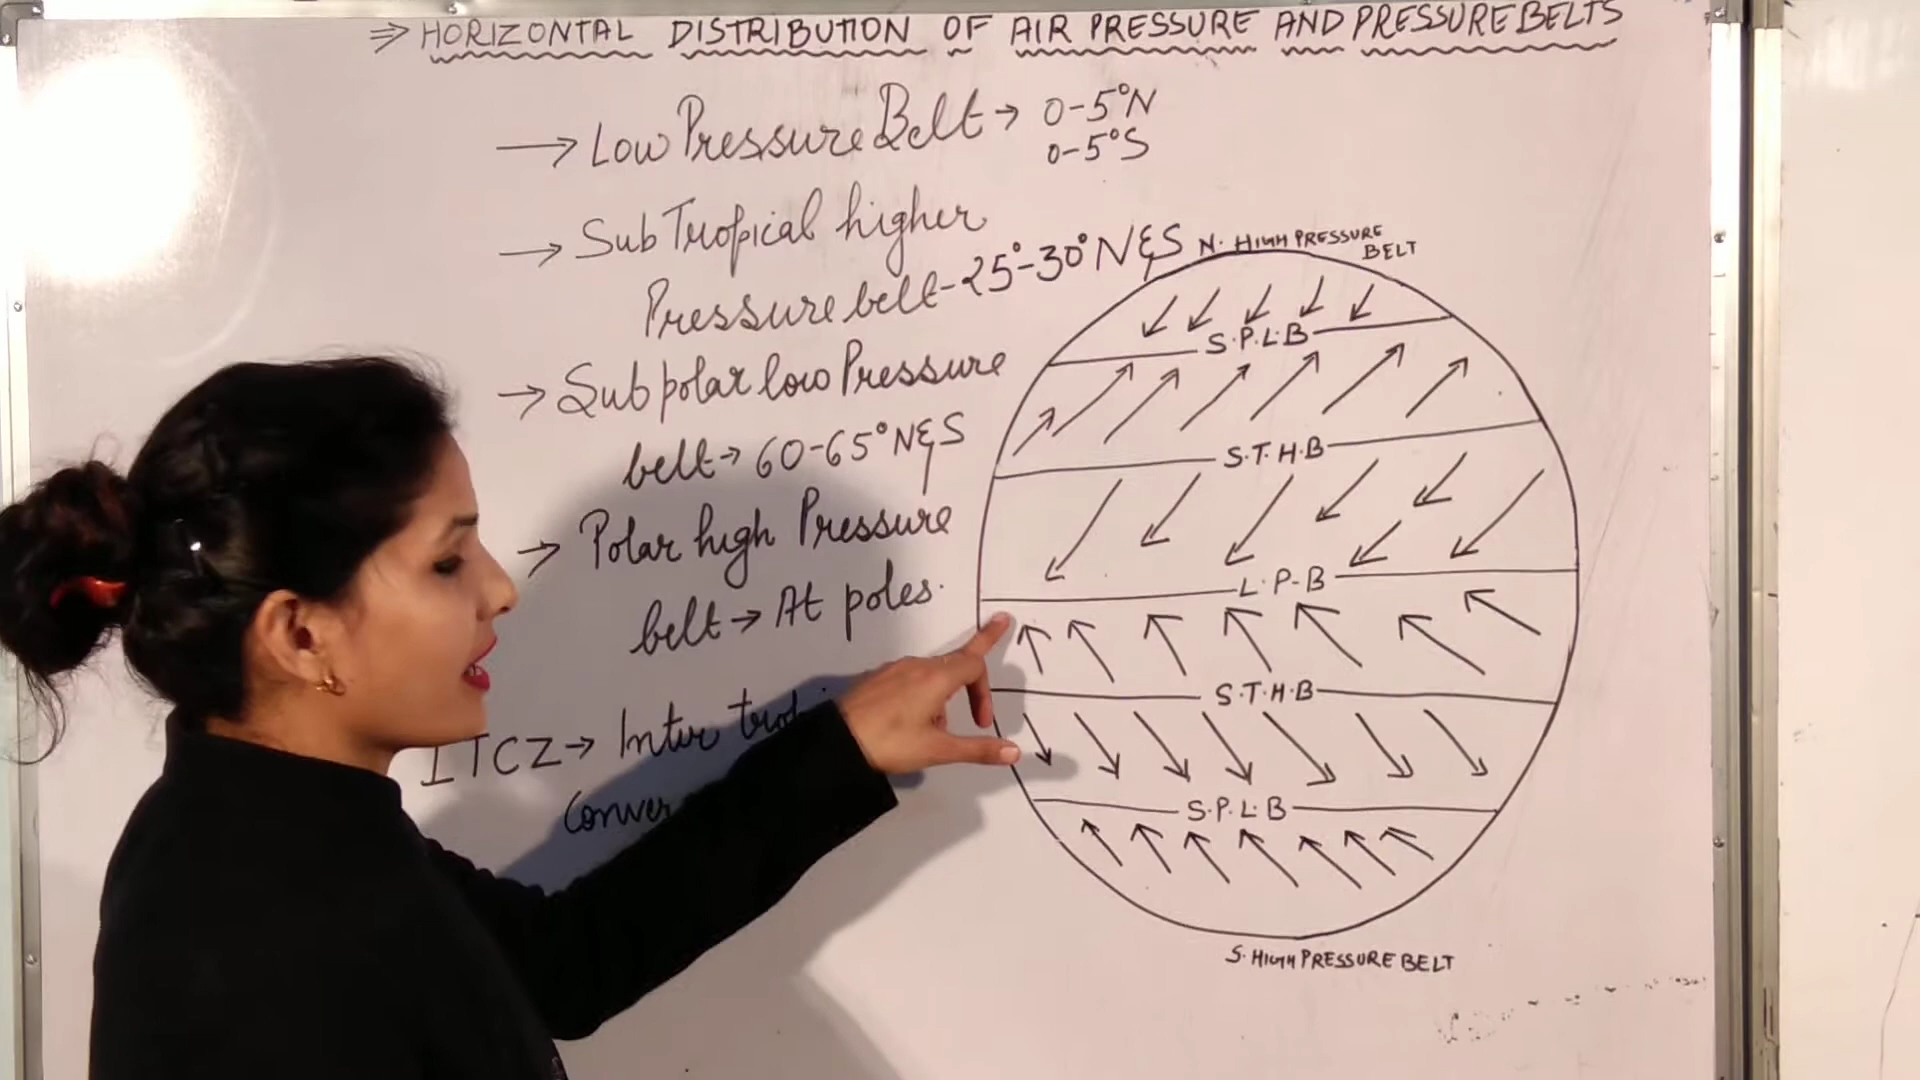 ⇒ HORIZONTAL DISTRIBUTION OF AIR PRESSURE AND PRESSURE BELTS
→ Low Pressure Belt → 0-5°N
0-5°S
→ Sub Tropical higher
Pressure belt - 25°-30° N & S
→ Subpolar low Pressure
belt → 60-65° N & S
→ Polar high Pressure
belt → At poles.
ITCZ → Inter
N. HIGH PRESSURE
BELT
S.P.L.B
S.T.H.B
L.P.B
S.T.H.B
S.P.L.B
S. HIGH PRESSURE BELT